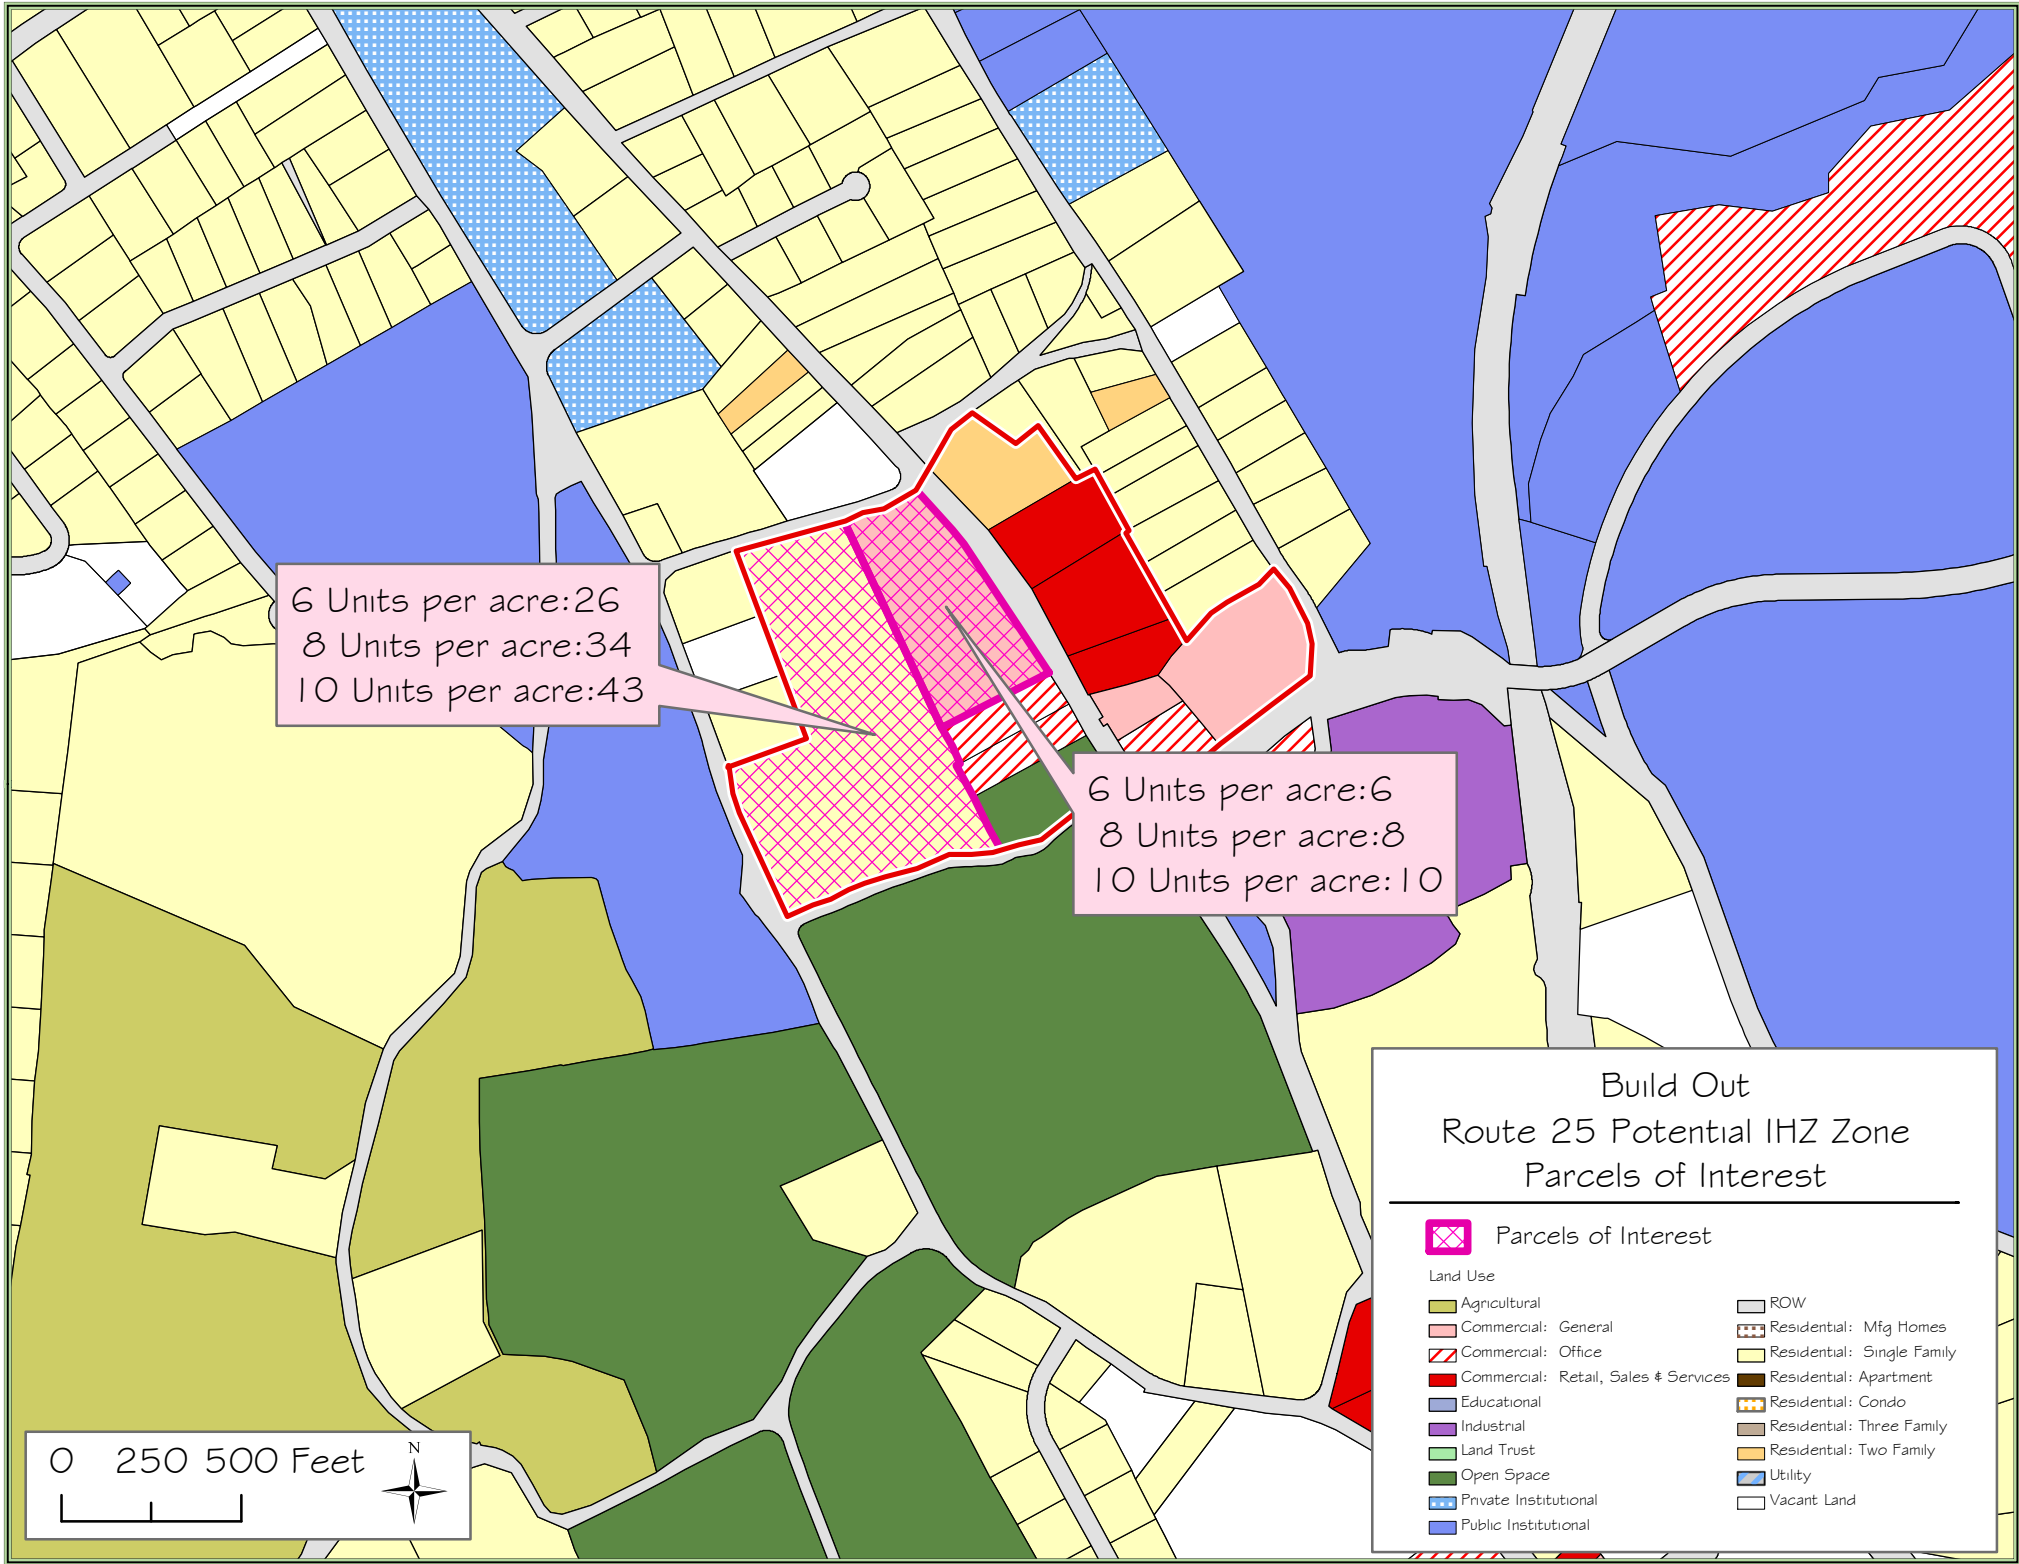 6 Units per acre:26
8 Units per acre:34
10 Units per acre:43
6 Units per acre:6
8 Units per acre:8
10 Units per acre:10
Build Out
Route 25 Potential IHZ Zone
Parcels of Interest
Parcels of Interest
Land Use
Agricultural
Commercial: General
Commercial: Office
Commercial: Retail, Sales & Services
Educational
Industrial
Land Trust
Open Space
Private Institutional
Public Institutional
ROW
Residential: Mfg Homes
Residential: Single Family
Residential: Apartment
Residential: Condo
Residential: Three Family
Residential: Two Family
Utility
Vacant Land
0 250 500 Feet
N